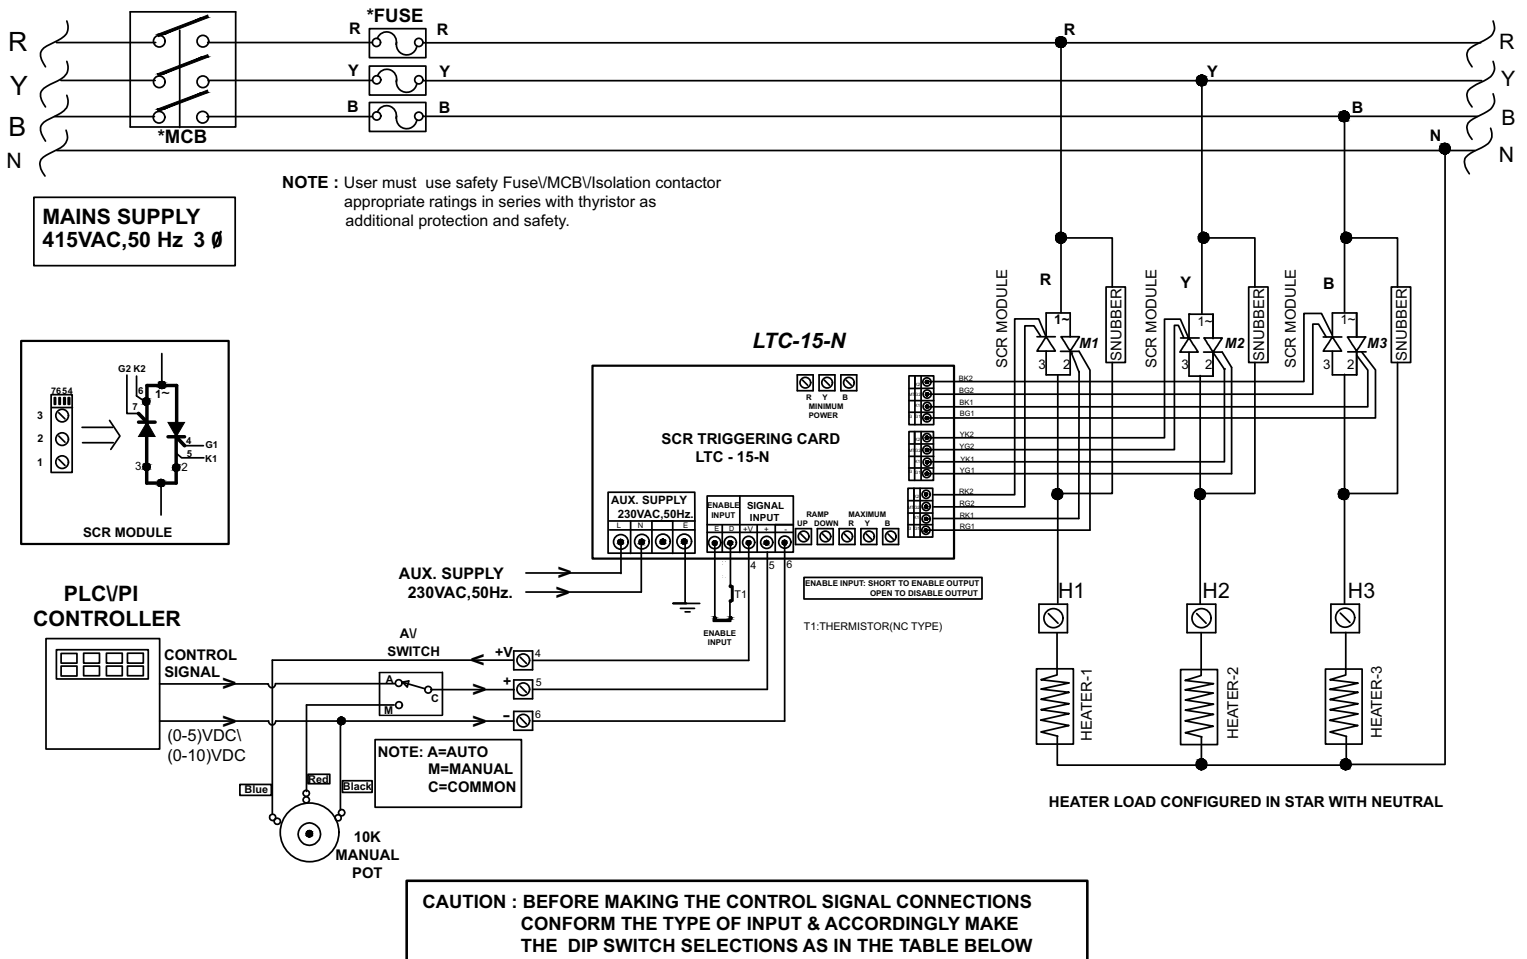 *FUSE
R
R
R
R
R
Y
Y
Y
Y
Y
B
B
B
B
B
*MCB
N
N
N
NOTE : User must use safety Fuse\/MCB\/Isolation contactor
appropriate ratings in series with thyristor as
additional protection and safety.
MAINS SUPPLY
415VAC,50 Hz 3 Ø
SCR MODULE
R
SNUBBER
SCR MODULE
Y
SNUBBER
SCR MODULE
B
SNUBBER
1~
M1
3 2
1~
M2
3 2
1~
M3
3 2
G2 K2
7654
6
1~
7
3
2
1
4
G1
5
K1
3
2
SCR MODULE
LTC-15-N
R Y B
MINIMUM
POWER
SCR TRIGGERING CARD
LTC - 15-N
BK2
BG2
BK1
BG1
YK2
YG2
YK1
YG1
RK2
RG2
RK1
RG1
AUX. SUPPLY
230VAC,50Hz.
L N E
ENABLE
INPUT
E D
SIGNAL
INPUT
+V + -
RAMP
UP DOWN
MAXIMUM
R Y B
4 5 6
AUX. SUPPLY
230VAC,50Hz.
T1
ENABLE
INPUT
ENABLE INPUT: SHORT TO ENABLE OUTPUT
OPEN TO DISABLE OUTPUT
T1:THERMISTOR(NC TYPE)
H1
H2
H3
HEATER-1
HEATER-2
HEATER-3
HEATER LOAD CONFIGURED IN STAR WITH NEUTRAL
PLC\/PI
CONTROLLER
CONTROL
SIGNAL
(0-5)VDC\
(0-10)VDC
A\/
SWITCH
A
C
M
+V 4
+ 5
- 6
NOTE: A=AUTO
M=MANUAL
C=COMMON
Blue
Red
Black
10K
MANUAL
POT
CAUTION : BEFORE MAKING THE CONTROL SIGNAL CONNECTIONS
CONFORM THE TYPE OF INPUT & ACCORDINGLY MAKE
THE DIP SWITCH SELECTIONS AS IN THE TABLE BELOW